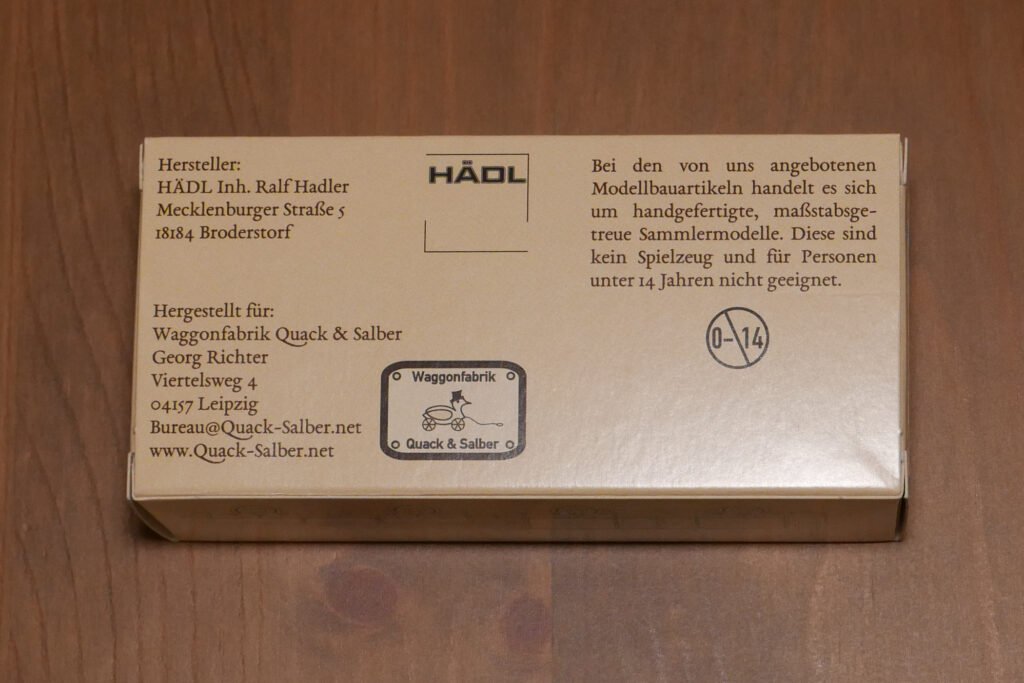 Hersteller:
HÄDL Inh. Ralf Hadler
Mecklenburger Straße 5
18184 Broderstorf
HÄDL
Bei den von uns angebotenen
Modellbauartikeln handelt es sich
um handgefertigte, maßstabsge-
treue Sammlermodelle. Diese sind
kein Spielzeug und für Personen
unter 14 Jahren nicht geeignet.
0-14
Hergestellt für:
Waggonfabrik Quack & Salber
Georg Richter
Viertelsweg 4
04157 Leipzig
Bureau@Quack-Salber.net
www.Quack-Salber.net
Waggonfabrik
Quack & Salber